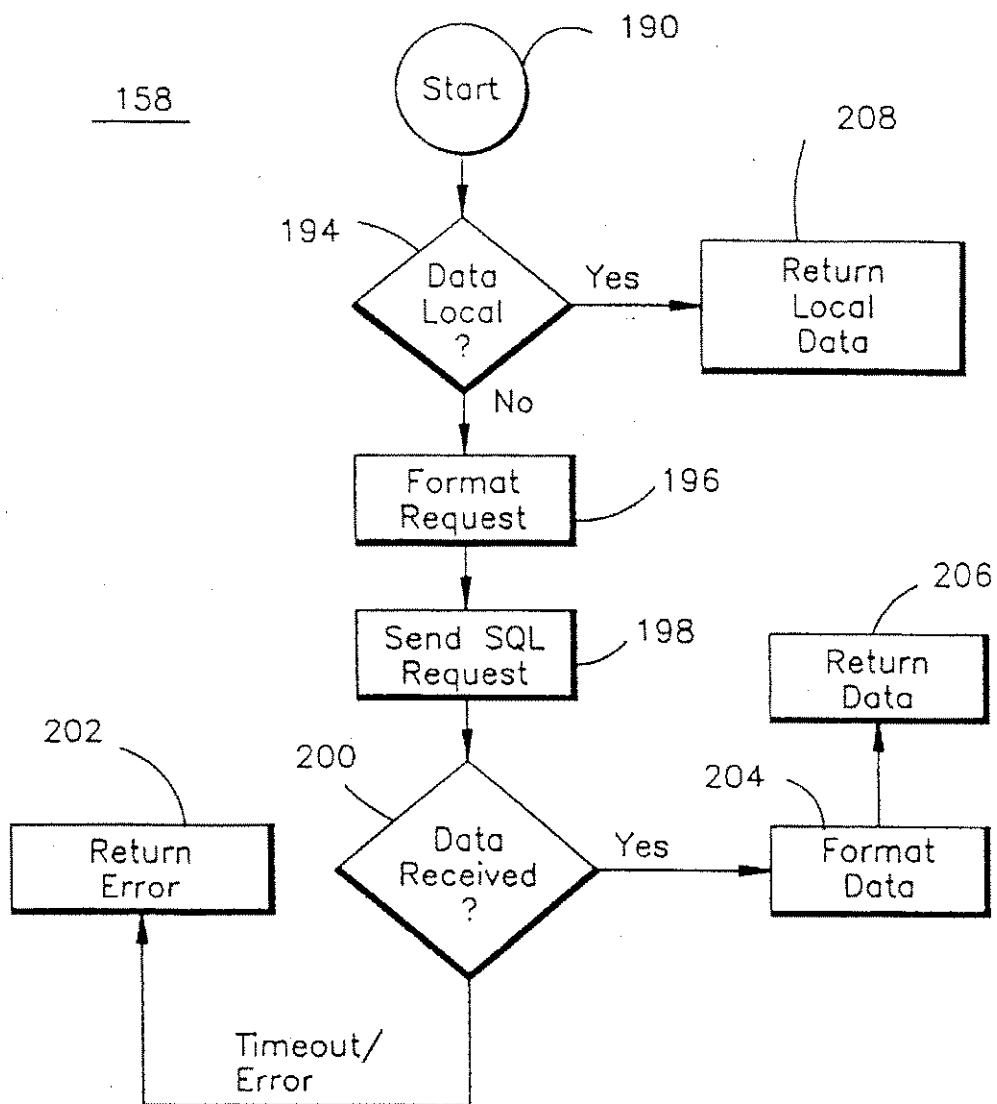 190
Start
158
208
194
Data
Local
?
Yes
Return
Local
Data
No
Format
Request
196
Send SQL
Request
198
206
Return
Data
202
200
204
Return
Error
Data
Received
?
Yes
Format
Data
Timeout/
Error